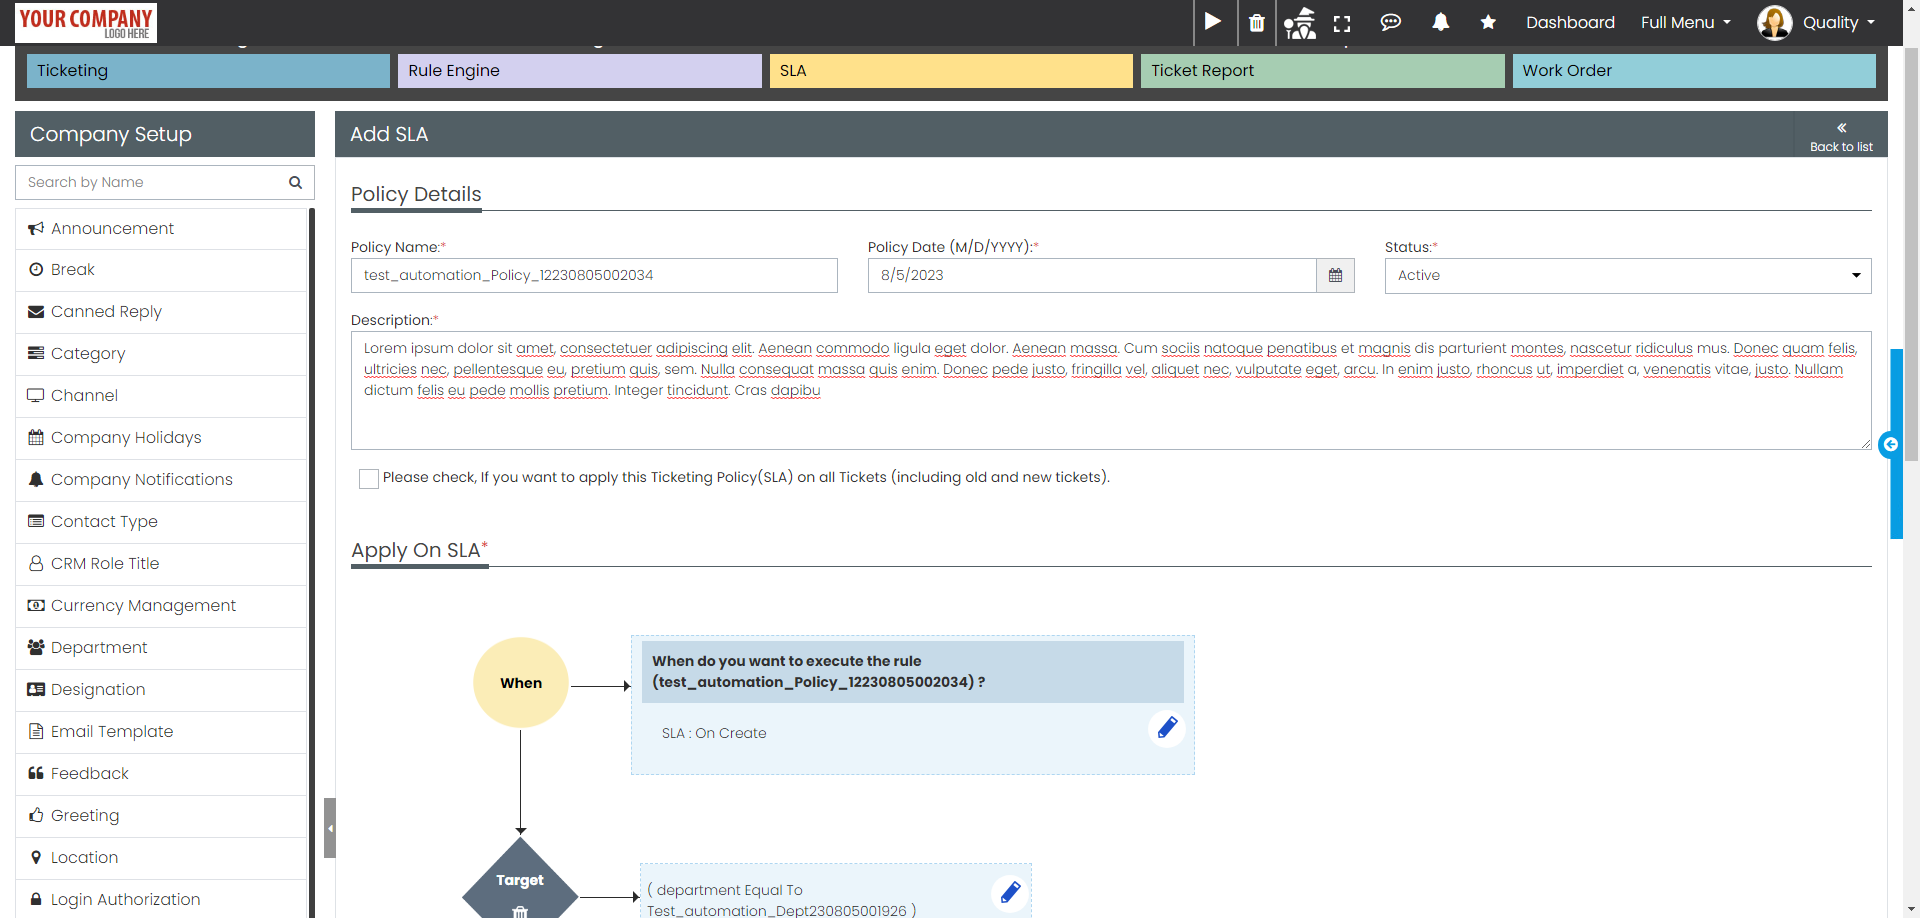 YOUR COMPANY
LOGO HERE
Dashboard
Full Menu
Quality
Ticketing
Rule Engine
SLA
Ticket Report
Work Order
Company Setup
Search by Name
Announcement
Break
Canned Reply
Category
Channel
Company Holidays
Company Notifications
Contact Type
CRM Role Title
Currency Management
Department
Designation
Email Template
Feedback
Greeting
Location
Login Authorization
Add SLA
Back to list
Policy Details
Policy Name:*
test_automation_Policy_12230805002034
Policy Date (M/D/YYYY):*
8/5/2023
Status:*
Active
Description:*
Lorem ipsum dolor sit amet, consectetuer adipiscing elit. Aenean commodo ligula eget dolor. Aenean massa. Cum sociis natoque penatibus et magnis dis parturient montes, nascetur ridiculus mus. Donec quam felis,
ultricies nec, pellentesque eu, pretium quis, sem. Nulla consequat massa quis enim. Donec pede justo, fringilla vel, aliquet nec, vulputate eget, arcu. In enim justo, rhoncus ut, imperdiet a, venenatis vitae, justo. Nullam
dictum felis eu pede mollis pretium. Integer tincidunt. Cras dapibu
Please check, If you want to apply this Ticketing Policy(SLA) on all Tickets (including old and new tickets).
Apply On SLA*
When
When do you want to execute the rule
(test_automation_Policy_12230805002034) ?
SLA : On Create
Target
( department Equal To
Test_automation_Dept230805001926 )